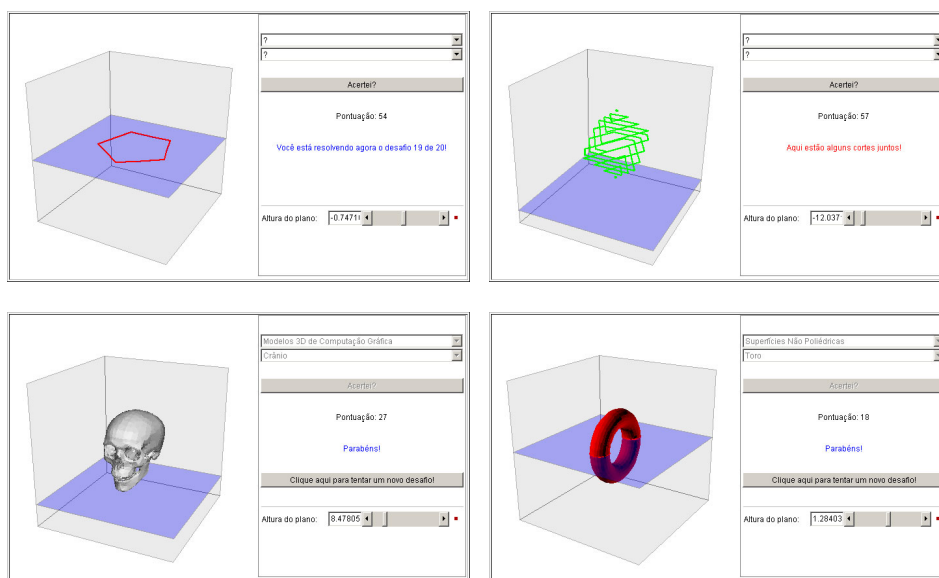 ?
?
Acertei?
Pontuação: 54
Você está resolvendo agora o desafio 19 de 20!
Altura do plano: -0.7471
?
?
Acertei?
Pontuação: 57
Aqui estão alguns cortes juntos!
Altura do plano: -12.037
Modelos 3D de Computação Gráfica
Crânio
Acertei?
Pontuação: 27
Parabéns!
Clique aqui para tentar um novo desafio!
Altura do plano: 8.47805
Superfícies Não Poliédricas
Toro
Acertei?
Pontuação: 18
Parabéns!
Clique aqui para tentar um novo desafio!
Altura do plano: 1.28403